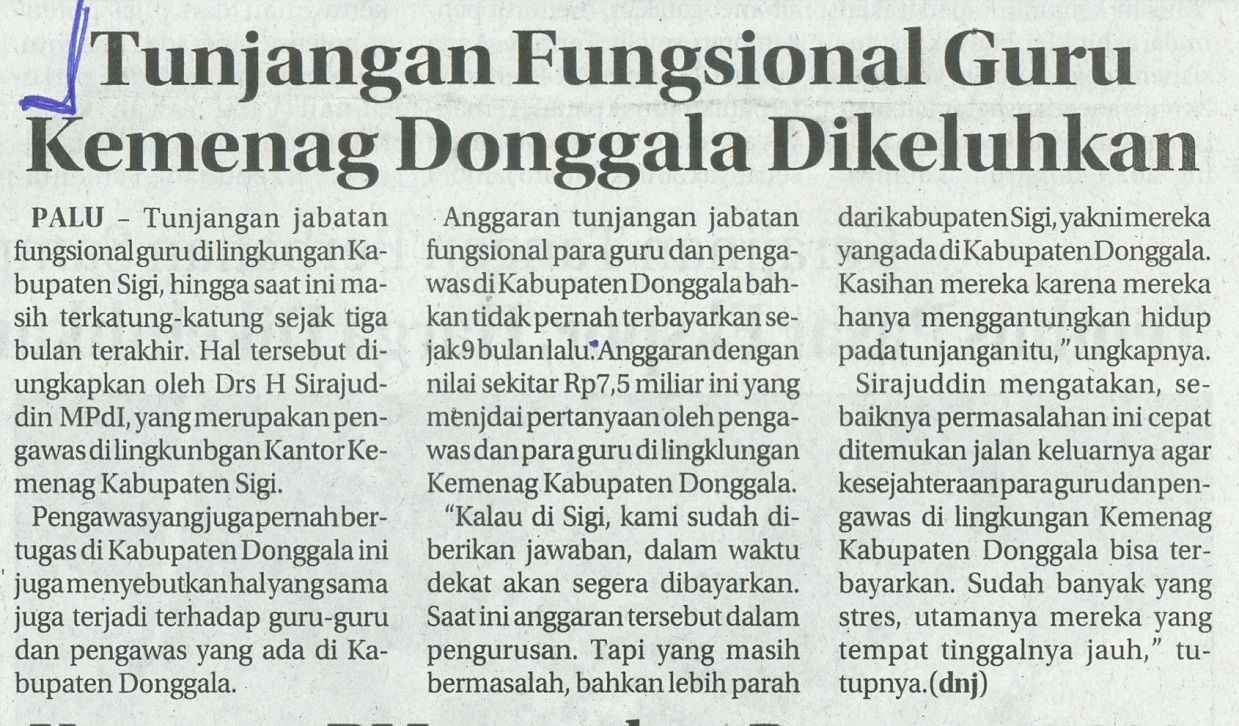 Tunjangan Fungsional Guru
Kemenag Donggala Dikeluhkan
PALU – Tunjangan jabatan
fungsional guru di lingkungan Ka-
bupaten Sigi, hingga saat ini ma-
sih terkatung-katung sejak tiga
bulan terakhir. Hal tersebut di-
ungkapkan oleh Drs H Sirajud-
din MPdI, yang merupakan pen-
gawas di lingkunbgan Kantor Ke-
menag Kabupaten Sigi.
Pengawas yang juga pernah ber-
tugas di Kabupaten Donggala ini
juga menyebutkan hal yang sama
juga terjadi terhadap guru-guru
dan pengawas yang ada di Ka-
bupaten Donggala.
Anggaran tunjangan jabatan
fungsional para guru dan penga-
was di Kabupaten Donggala bah-
kan tidak pernah terbayarkan se-
jak 9 bulan lalu. Anggaran dengan
nilai sekitar Rp7,5 miliar ini yang
menjdai pertanyaan oleh penga-
was dan para guru di lingklungan
Kemenag Kabupaten Donggala.
“Kalau di Sigi, kami sudah di-
berikan jawaban, dalam waktu
dekat akan segera dibayarkan.
Saat ini anggaran tersebut dalam
pengurusan. Tapi yang masih
bermasalah, bahkan lebih parah
dari kabupaten Sigi, yakni mereka
yang ada di Kabupaten Donggala.
Kasihan mereka karena mereka
hanya menggantungkan hidup
pada tunjangan itu,” ungkapnya.
Sirajuddin mengatakan, se-
baiknya permasalahan ini cepat
ditemukan jalan keluarnya agar
kesejahteraan para guru dan pen-
gawas di lingkungan Kemenag
Kabupaten Donggala bisa ter-
bayarkan. Sudah banyak yang
stres, utamanya mereka yang
tempat tinggalnya jauh,” tu-
tupnya.(dnj)